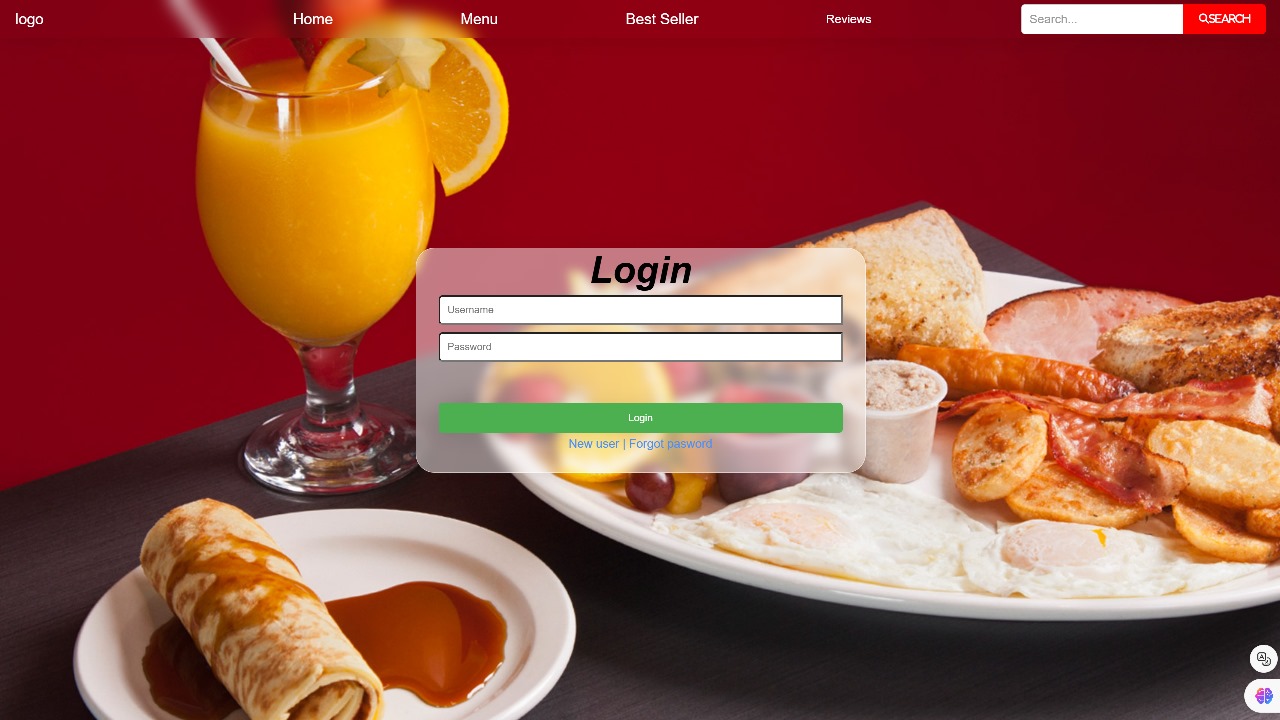 logo
Home
Menu
Best Seller
Reviews
Search...
SEARCH
Login
Username
Password
Login
New user | Forgot pasword